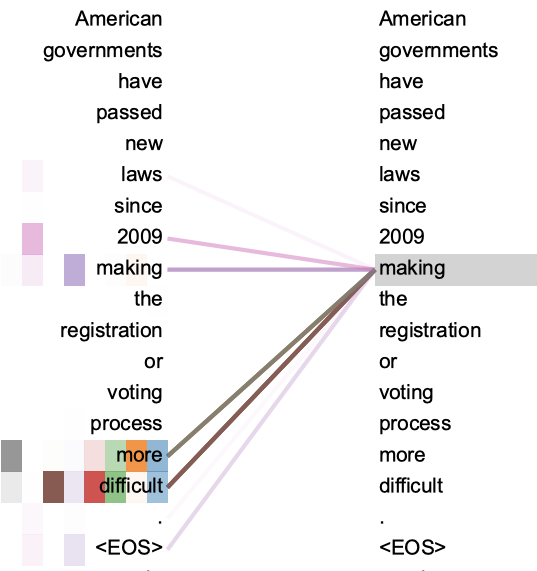 American American
governments governments
have have
passed passed
new new
laws laws
since since
2009 2009
making making
the the
registration registration
or or
voting voting
process process
more more
difficult difficult
. .
<EOS> <EOS>